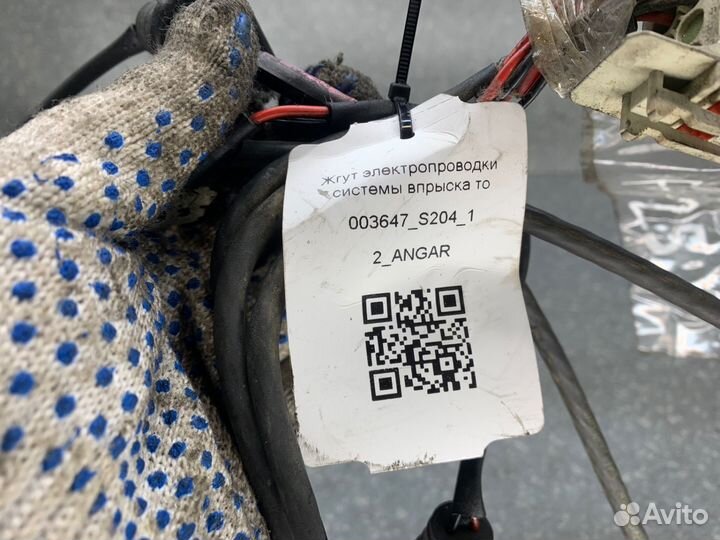 Жгут электропроводки
системы впрыска то
003647_S204_1
2_ANGAR
Avito